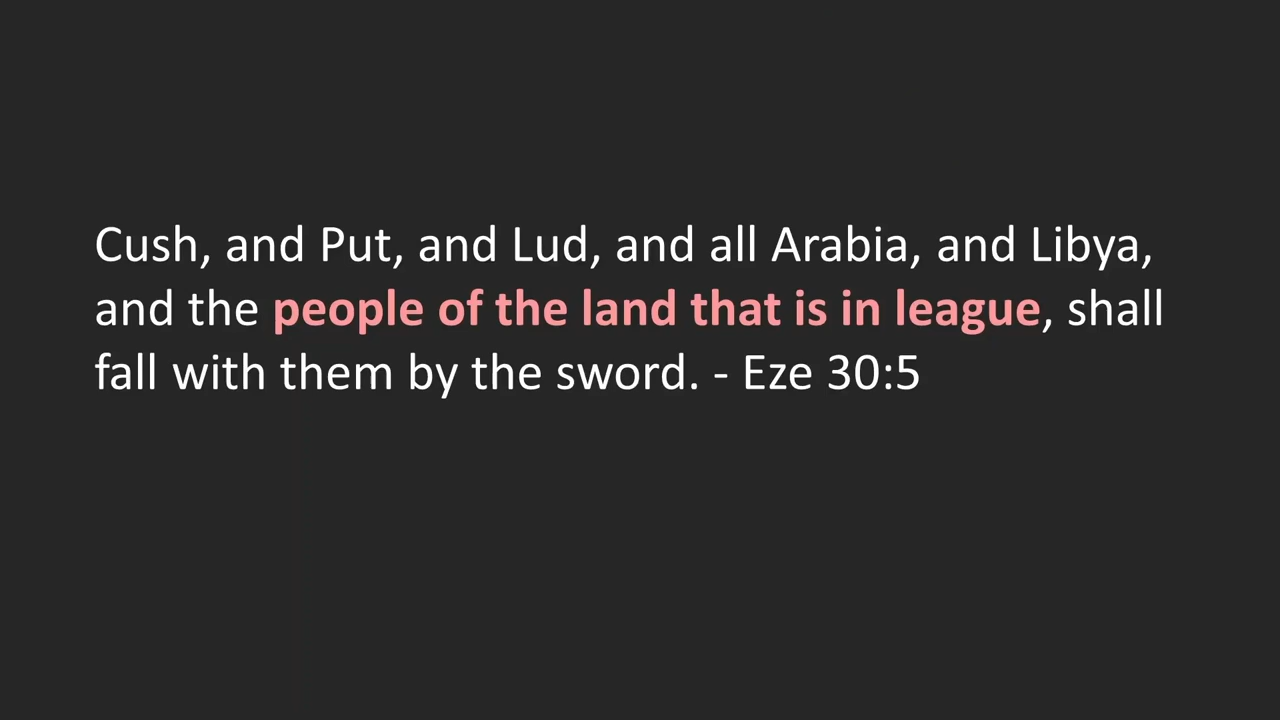 Cush, and Put, and Lud, and all Arabia, and Libya,
and the people of the land that is in league, shall
fall with them by the sword. - Eze 30:5